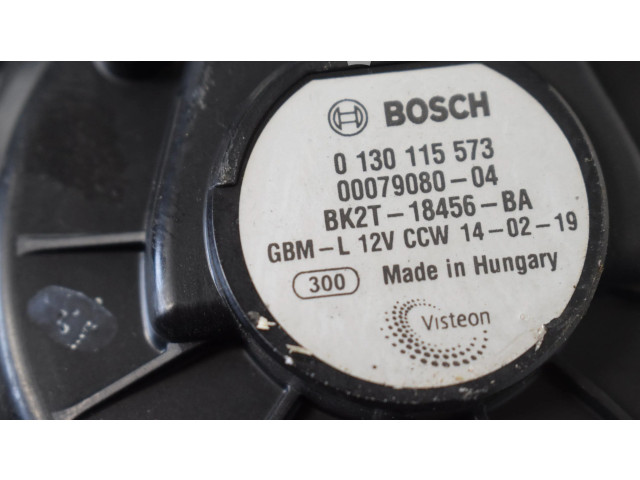 BOSCH
0 130 115 573
00079080-04
BK2T-18456-BA
GBM-L 12V CCW 14-02-19
300 Made in Hungary
Visteon